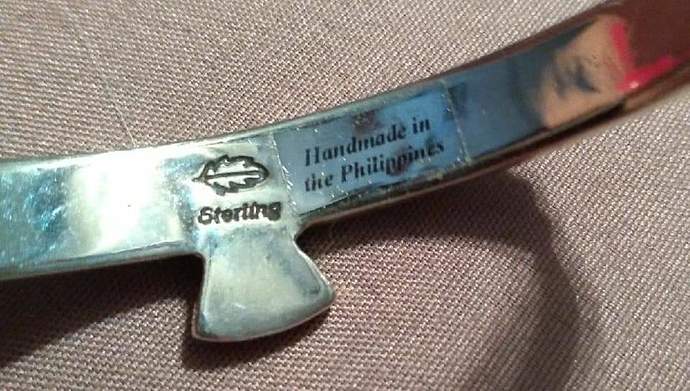 Handmade in
the Philippines
Sterling